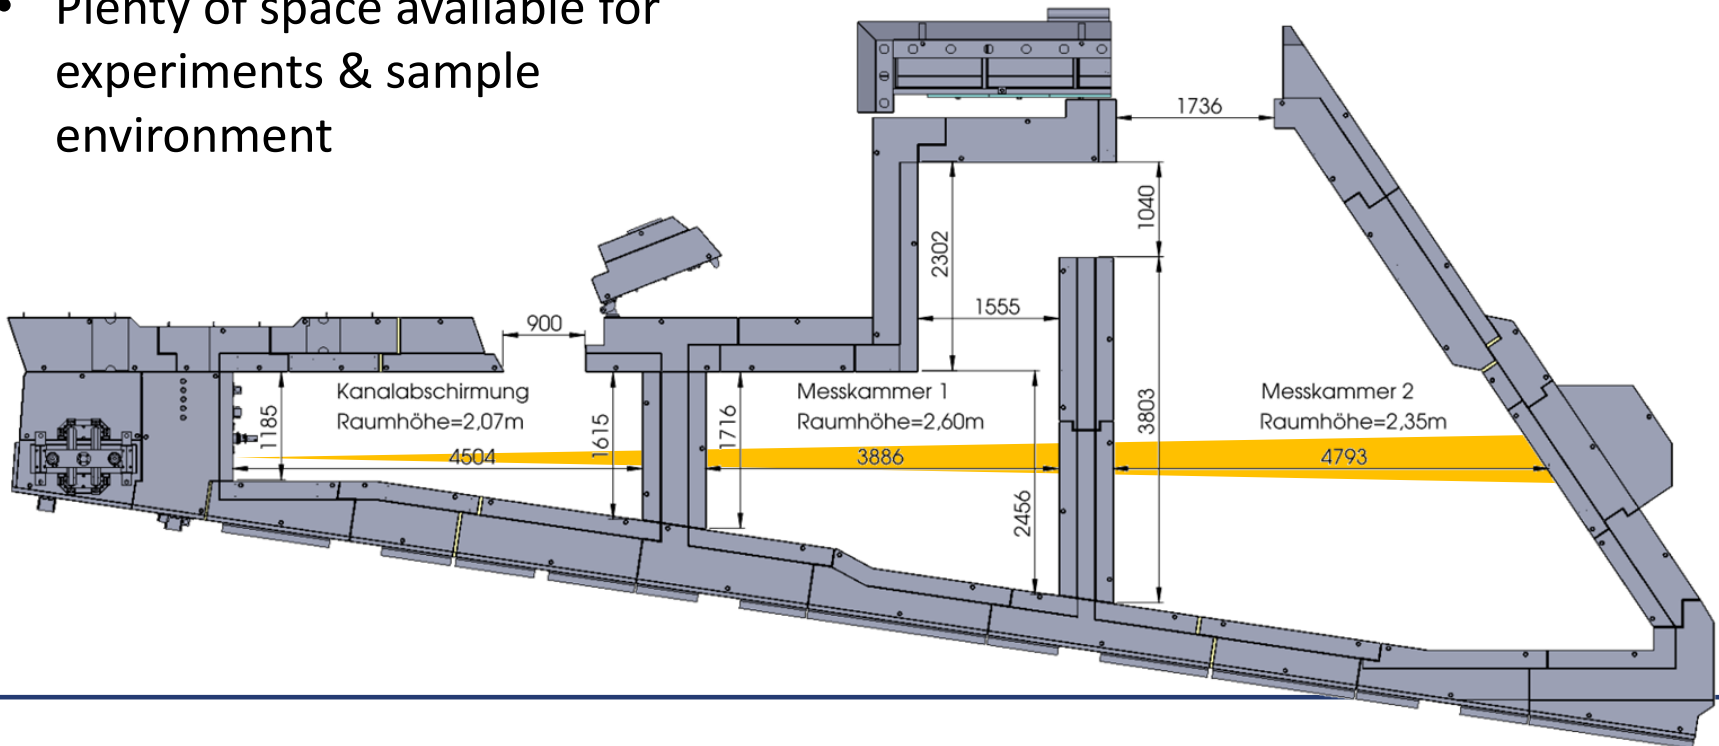 • Plenty of space available for
experiments & sample
environment
1736
1040
2302
1555
900
Kanalabschirmung
Raumhöhe=2,07m
1185
4504
1615
1716
Messkammer 1
Raumhöhe=2,60m
3886
2456
3803
Messkammer 2
Raumhöhe=2,35m
4793